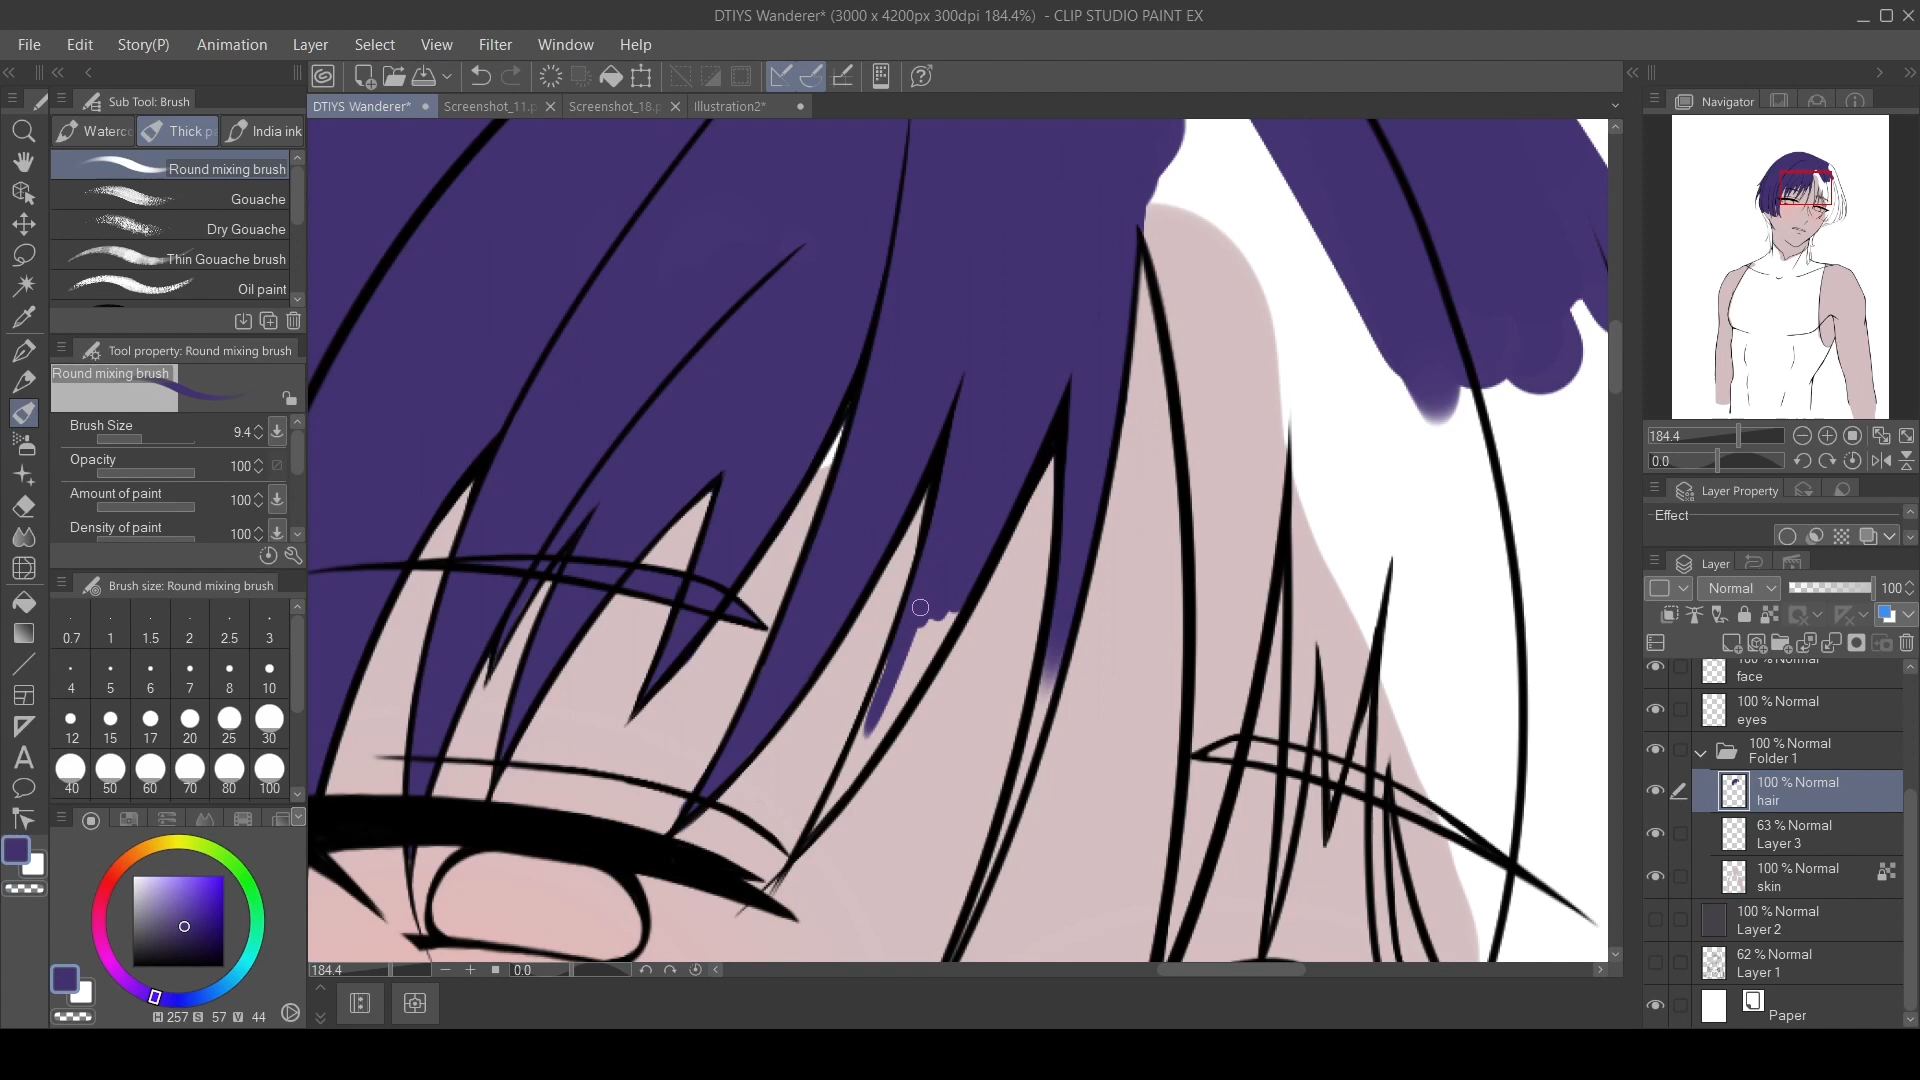 DTIYS Wanderer* (3000 x 4200px 300dpi 184.4%) - CLIP STUDIO PAINT EX
File Edit Story(P) Animation Layer Select View Filter Window Help
Sub Tool: Brush
DTIYS Wanderer* Screenshot_11.p Screenshot_18.p Illustration2*
Navigator
Waterco Thick pa India ink
Round mixing brush
Gouache
Dry Gouache
Thin Gouache brush
Oil paint
Tool property: Round mixing brush
Round mixing brush
Brush Size 9.4
Opacity 100
Amount of paint 100
Density of paint 100
Brush size: Round mixing brush
0.7 1 1.5 2 2.5 3
4 5 6 7 8 10
12 15 17 20 25 30
40 50 60 70 80 100
H 257 S 57 V 44
184.4 0.0
184.4
0.0
Layer Property
Effect
Layer
Normal 100
face
100 % Normal
eyes
100 % Normal
Folder 1
100 % Normal
hair
63 % Normal
Layer 3
100 % Normal
skin
100 % Normal
Layer 2
62 % Normal
Layer 1
Paper